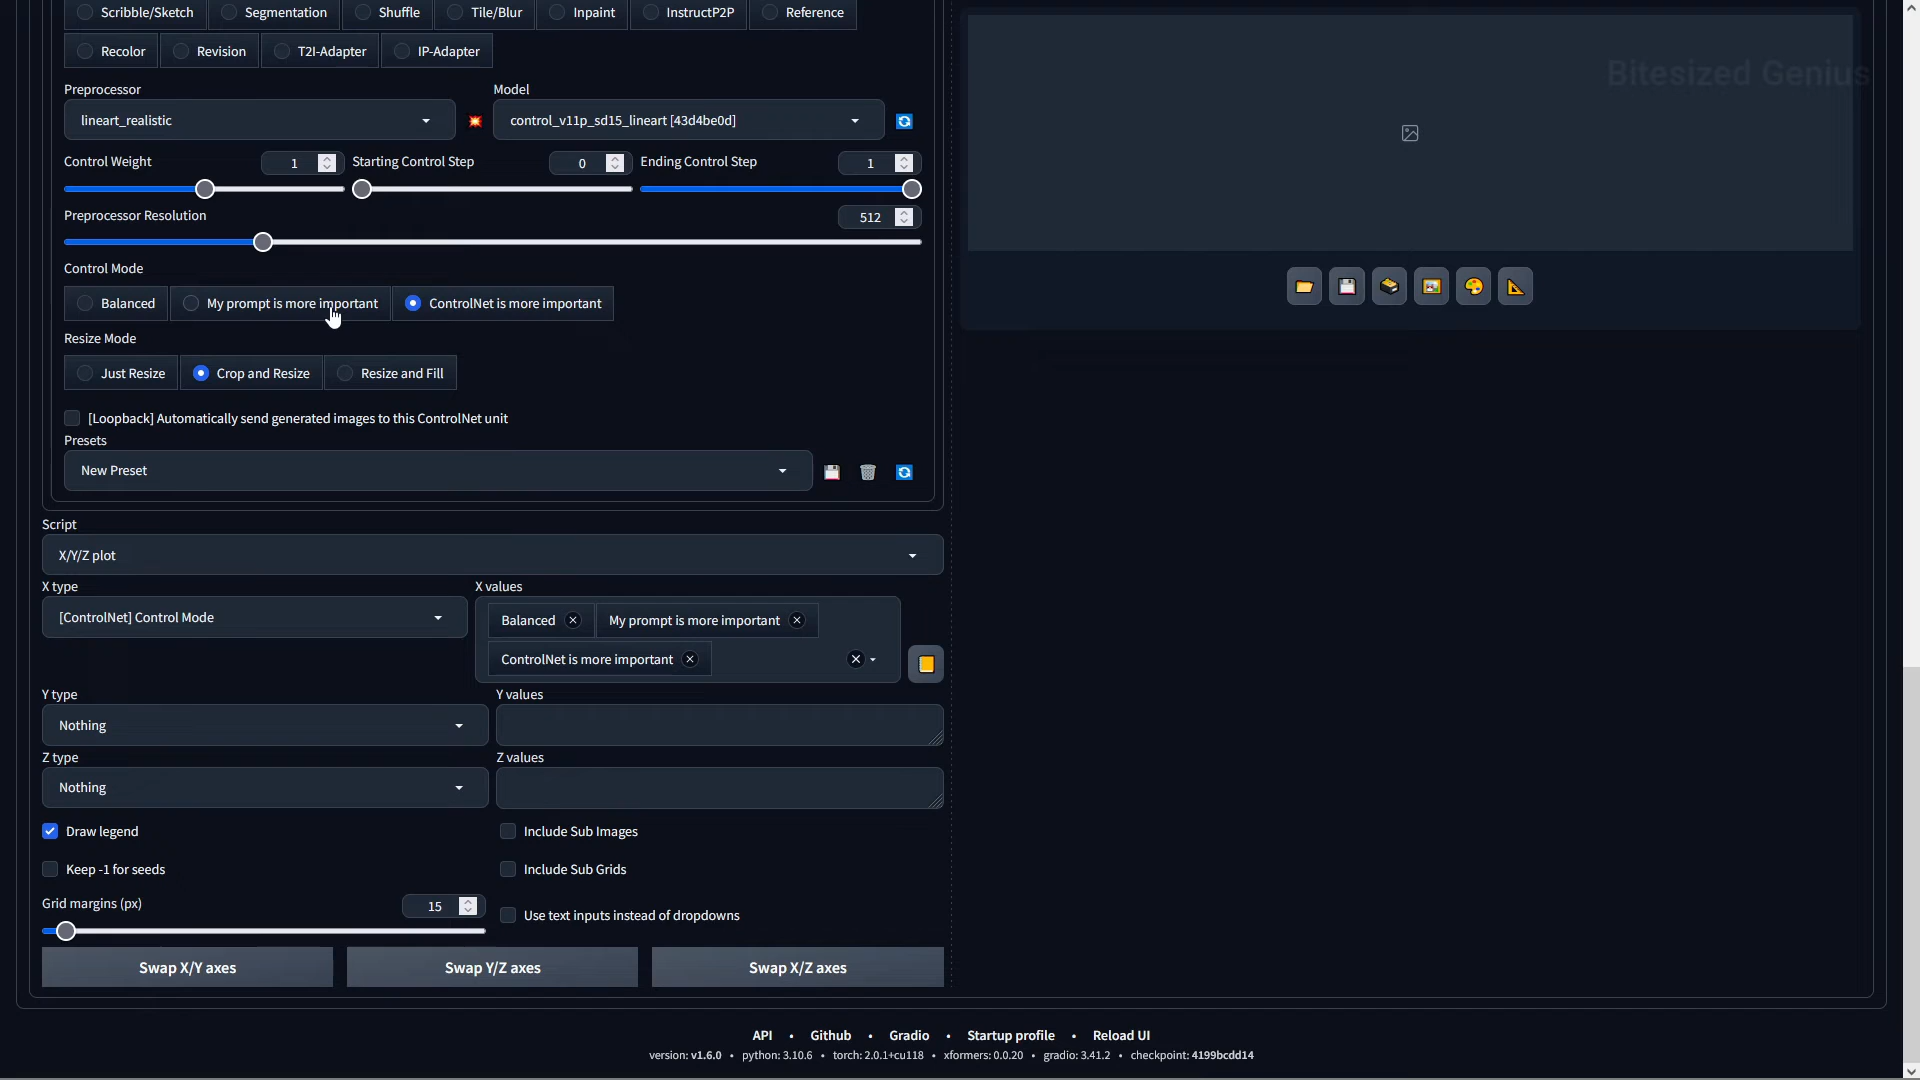 Scribble/Sketch Segmentation Shuffle Tile/Blur Inpaint InstructP2P Reference
Recolor Revision T2I-Adapter IP-Adapter
Bitesized Genius
Preprocessor Model
lineart_realistic control_v11p_sd15_lineart [43d4be0d]
Control Weight 1 Starting Control Step 0 Ending Control Step 1
Preprocessor Resolution 512
Control Mode
Balanced My prompt is more important ControlNet is more important
Resize Mode
Just Resize Crop and Resize Resize and Fill
[Loopback] Automatically send generated images to this ControlNet unit
Presets
New Preset
Script
X/Y/Z plot
X type X values
[ControlNet] Control Mode Balanced My prompt is more important
ControlNet is more important
Y type Y values
Nothing
Z type Z values
Nothing
Draw legend Include Sub Images
Keep -1 for seeds Include Sub Grids
Grid margins (px) 15 Use text inputs instead of dropdowns
Swap X/Y axes Swap Y/Z axes Swap X/Z axes
API • Github • Gradio • Startup profile • Reload UI
version: v1.6.0 • python: 3.10.6 • torch: 2.0.1+cu118 • xformers: 0.0.20 • gradio: 3.41.2 • checkpoint: 4199bcdd14